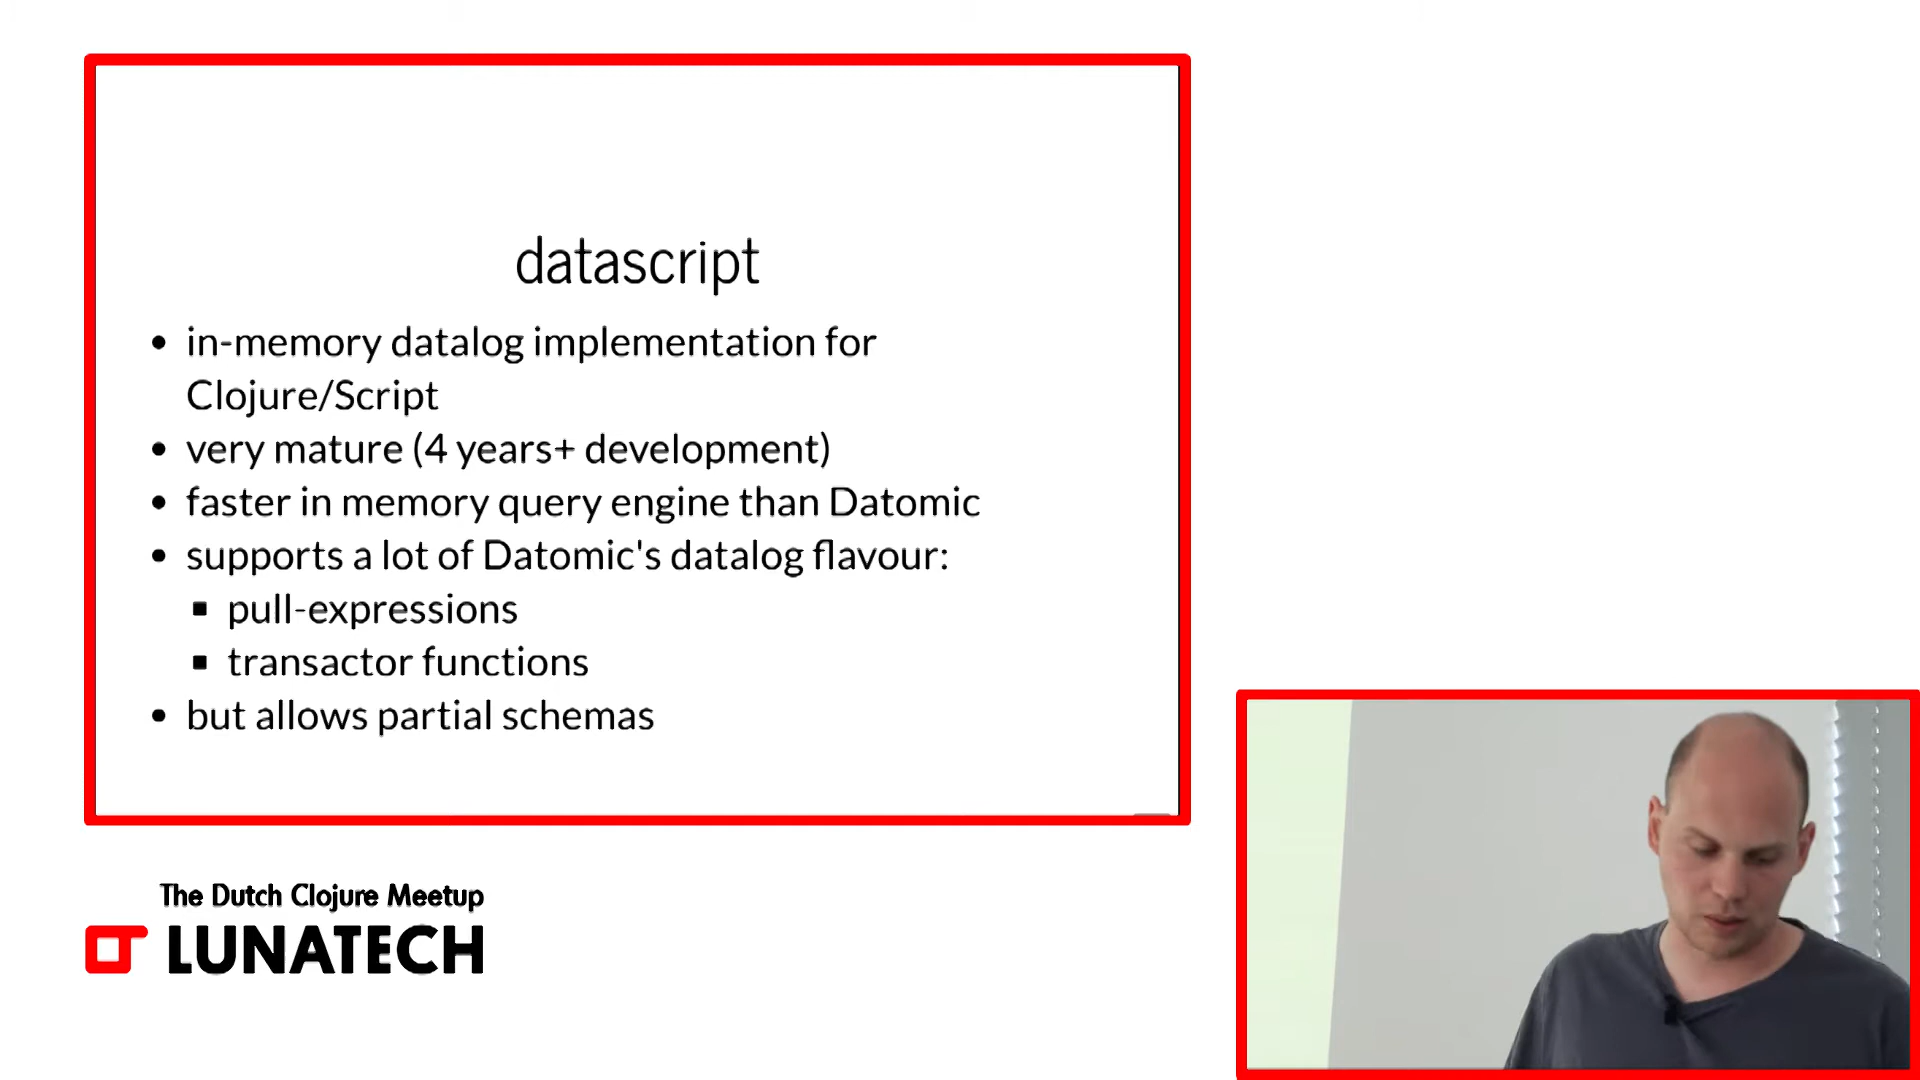 datascript
in-memory datalog implementation for
Clojure/Script
very mature (4 years+ development)
faster in memory query engine than Datomic
supports a lot of Datomic's datalog flavour:
pull-expressions
transactor functions
but allows partial schemas
The Dutch Clojure Meetup
LUNATECH